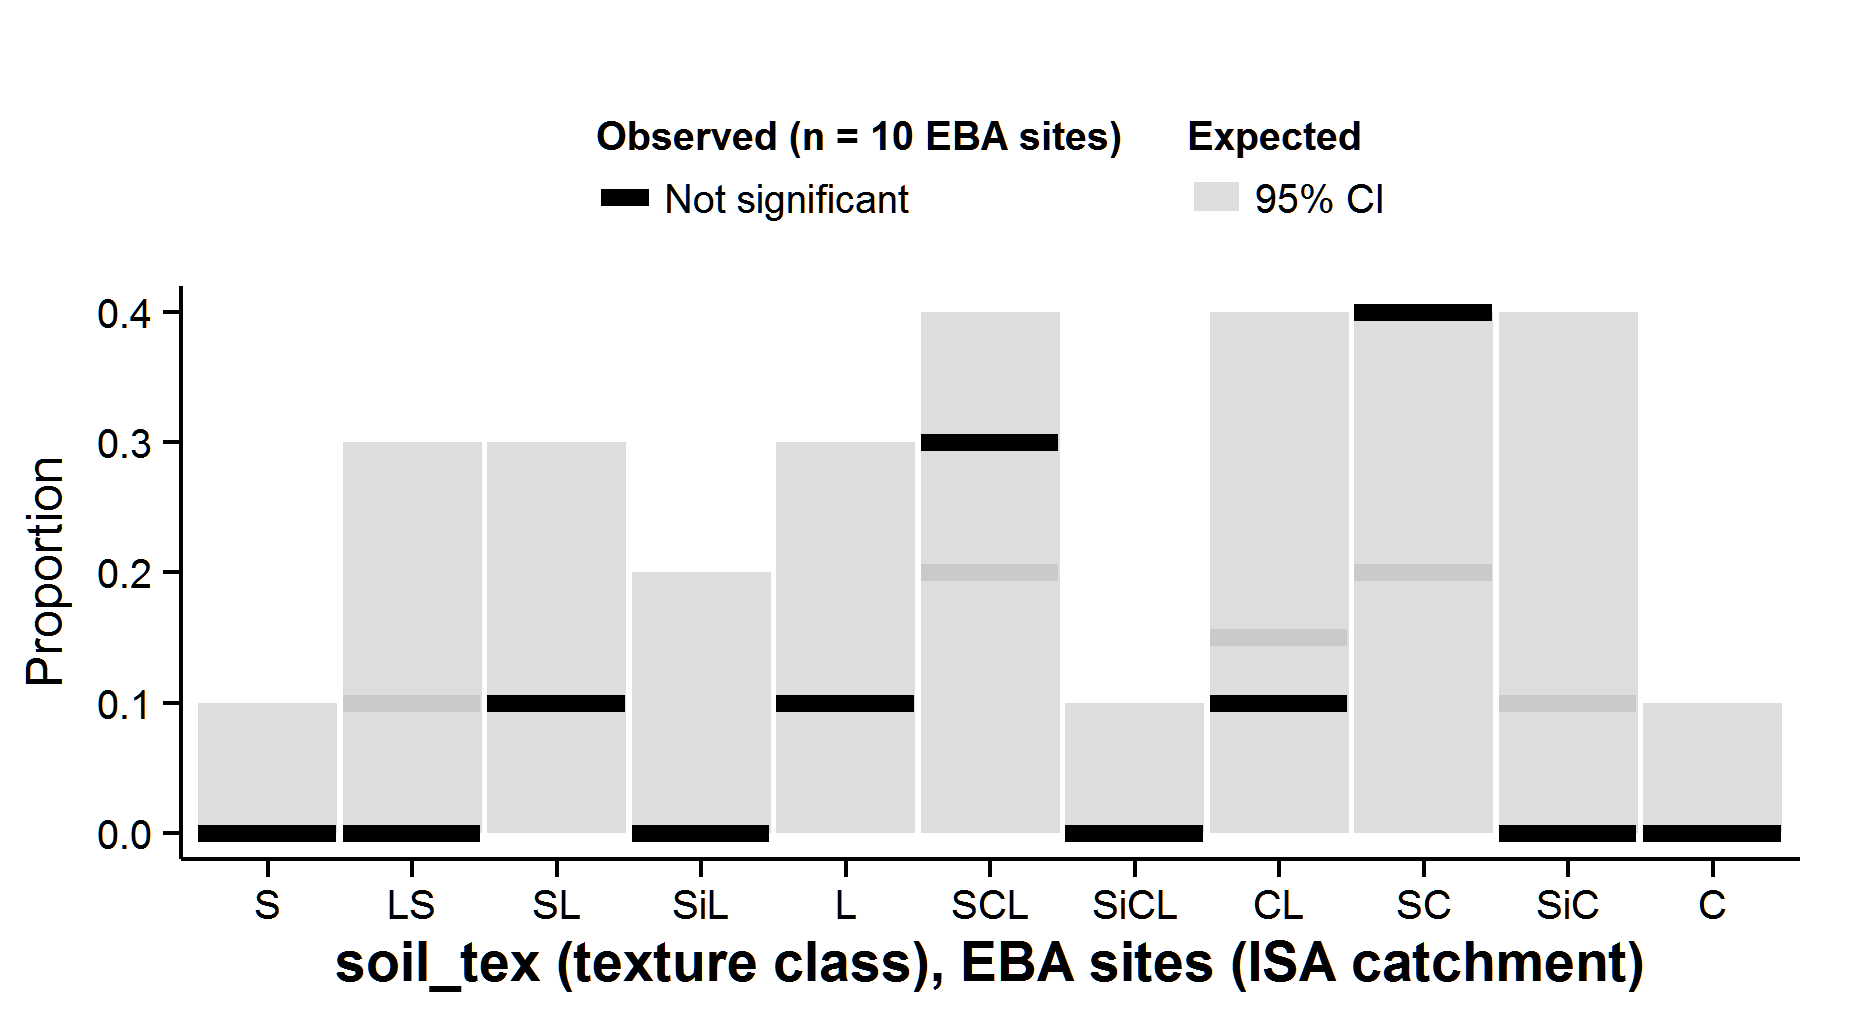 Observed (n = 10 EBA sites) Expected
Not significant 95% CI
0.4
0.3
0.2
0.1
0.0
Proportion
S LS SL SiL L SCL SiCL CL SC SiC C
soil_tex (texture class), EBA sites (ISA catchment)